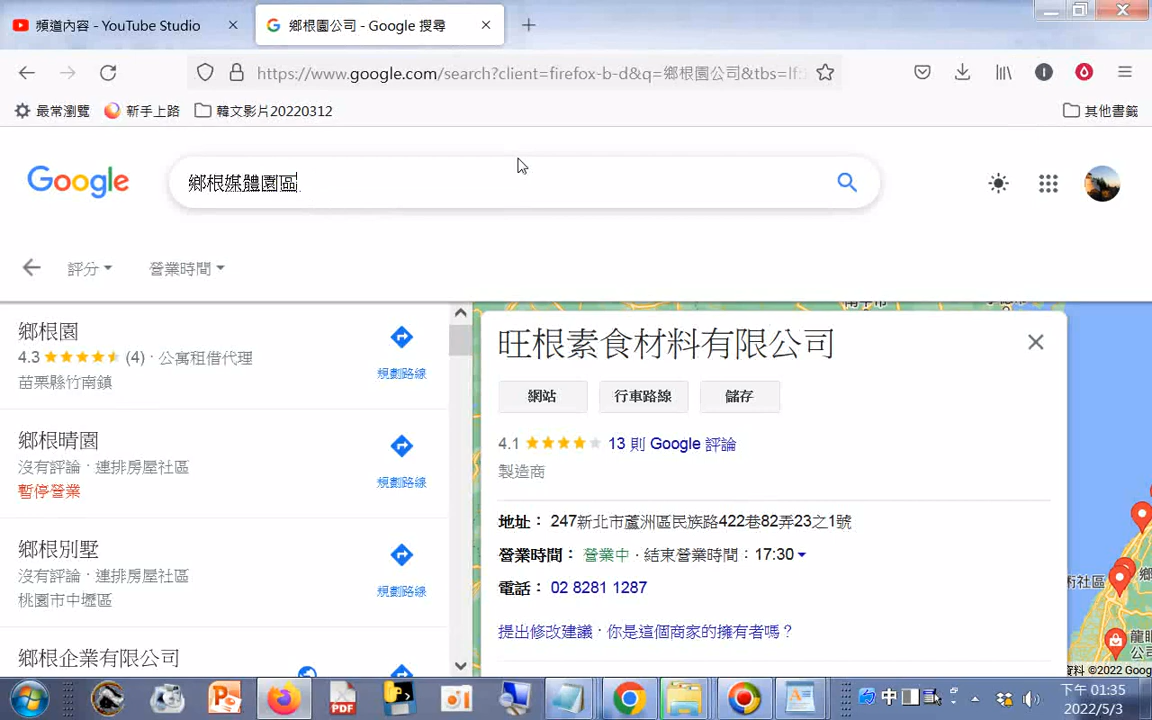 頻道內容 - YouTube Studio
鄉根園公司 - Google 搜尋
https://www.google.com/search?client=firefox-b-d&q=鄉根園公司&tbs=lf:
最常瀏覽
新手上路
韓文影片20220312
其他書籤
Google
鄉根媒體園區
評分
營業時間
鄉根園
4.3 (4) · 公寓租借代理
苗栗縣竹南鎮
規劃路線
鄉根晴園
沒有評論 · 連排房屋社區
暫停營業
規劃路線
鄉根別墅
沒有評論 · 連排房屋社區
桃園市中壢區
規劃路線
鄉根企業有限公司
旺根素食材料有限公司
網站
行車路線
儲存
4.1 13 則 Google 評論
製造商
地址： 247新北市蘆洲區民族路422巷82弄23之1號
營業時間： 營業中 · 結束營業時間：17:30
電話： 02 8281 1287
提出修改建議 · 你是這個商家的擁有者嗎？
術社區
資料 ©2022 Goog
PDF
中
下午 01:35
2022/5/3